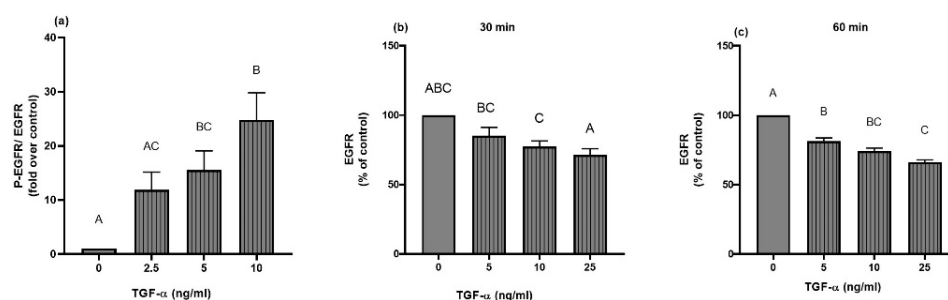 (a)
P-EGFR/ EGFR
(fold over control)
40
30
20
10
0
A
AC
BC
B
0 2.5 5 10
TGF-α (ng/ml)
(b) 30 min
EGFR
(% of control)
150
100
50
0
ABC
BC
C
A
0 5 10 25
TGF-α (ng/ml)
(c) 60 min
EGFR
(% of control)
150
100
50
0
A
B
BC
C
0 5 10 25
TGF-α (ng/ml)